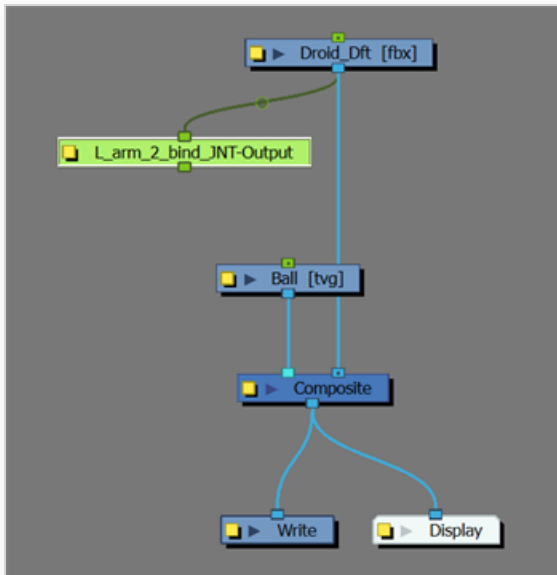 Droid_Dft [fbx]
L_arm_2_bind_JNT-Output
Ball [tvg]
Composite
Write
Display